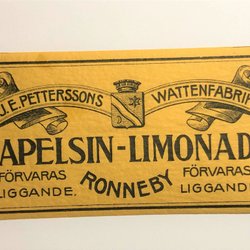 J.E. PETTERSSONS WATTENFABRIK
APELSIN-LIMONAD
FÖRVARAS RONNEBY FÖRVARAS
LIGGANDE. LIGGANDE